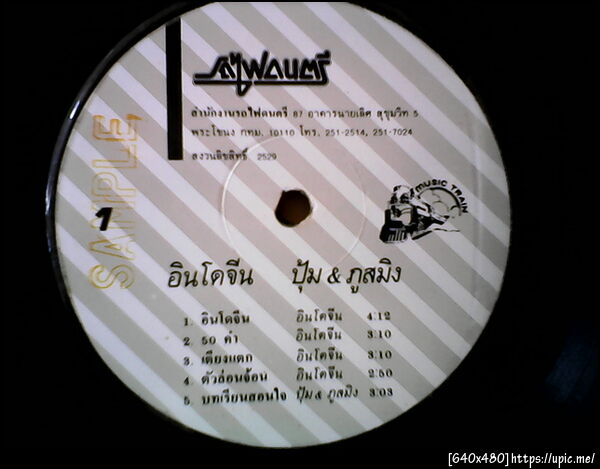 รถไฟดนตรี
สำนักงานรถไฟดนตรี 87 อาคารนายเลิศ สุขุมวิท 5
พระโขนง กทม. 10110 โทร. 251-2514, 251-7024
สงวนลิขสิทธิ์ 2529
SAMPLE
1
MUSIC TRAIN
อินโดจีน ปุ้ม & ภูสมิง
1. อินโดจีน อินโดจีน 4:12
2. 50 คำ อินโดจีน 3:10
3. เตียงแตก อินโดจีน 3:10
4. ตัวล่อนจ้อน อินโดจีน 2:50
5. บทเรียนสอนใจ ปุ้ม & ภูสมิง 3:03
[640x480]https://upic.me/